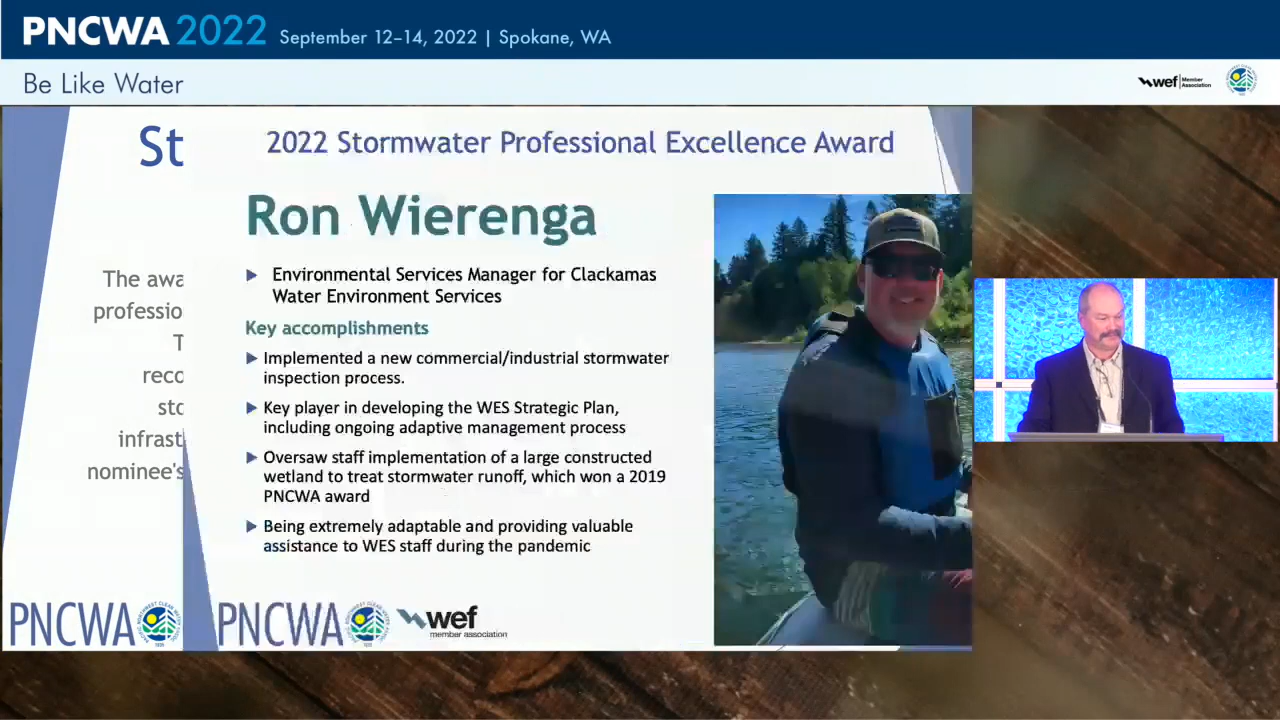 PNCWA 2022 September 12–14, 2022 | Spokane, WA
Be Like Water
wef Member Association
St
2022 Stormwater Professional Excellence Award
Ron Wierenga
The awa
professio
T
reco
sto
infrast
nominee's
Environmental Services Manager for Clackamas
Water Environment Services
Key accomplishments
Implemented a new commercial/industrial stormwater
inspection process.
Key player in developing the WES Strategic Plan,
including ongoing adaptive management process
Oversaw staff implementation of a large constructed
wetland to treat stormwater runoff, which won a 2019
PNCWA award
Being extremely adaptable and providing valuable
assistance to WES staff during the pandemic
PNCWA
PNCWA
wef
member association